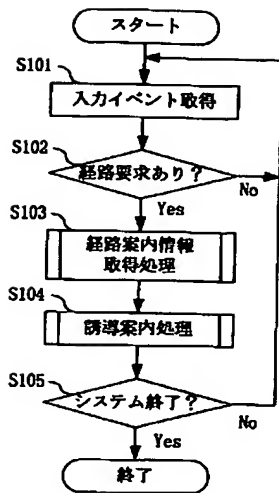 スタート
S101
入力イベント取得
S102
経路要求あり?
No
Yes
S103
経路案内情報
取得処理
S104
誘導案内処理
S105
システム終了?
No
Yes
終了